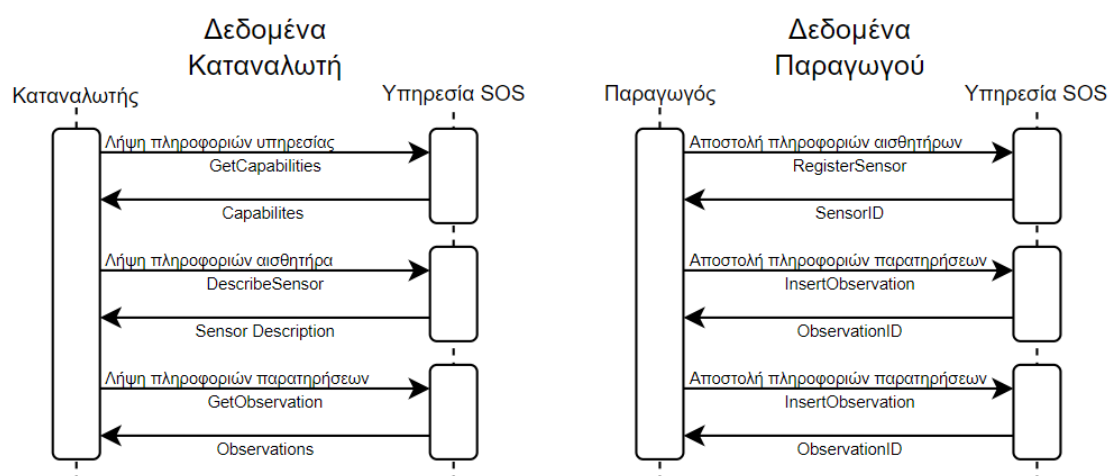 Δεδομένα
Καταναλωτή
Καταναλωτής
Υπηρεσία SOS
Λήψη πληροφοριών υπηρεσίας
GetCapabilities
Capabilites
Λήψη πληροφοριών αισθητήρα
DescribeSensor
Sensor Description
Λήψη πληροφοριών παρατηρήσεων
GetObservation
Observations
Δεδομένα
Παραγωγού
Παραγωγός
Υπηρεσία SOS
Αποστολή πληροφοριών αισθητήρων
RegisterSensor
SensorID
Αποστολή πληροφοριών παρατηρήσεων
InsertObservation
ObservationID
Αποστολή πληροφοριών παρατηρήσεων
InsertObservation
ObservationID